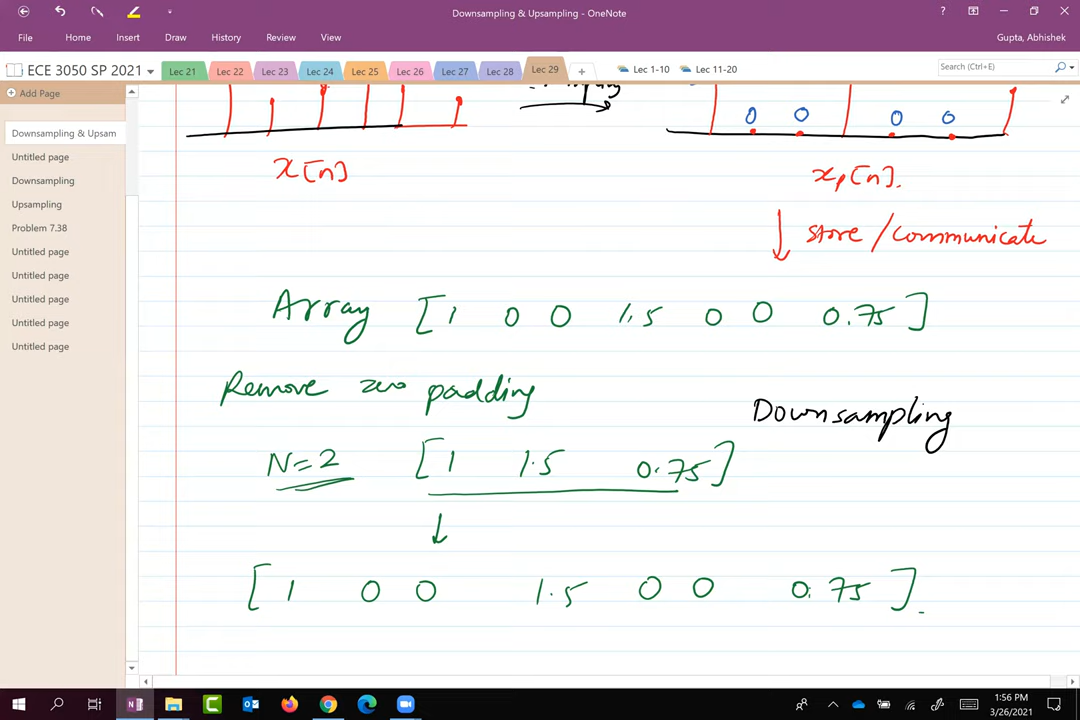 Downsampling & Upsampling - OneNote
?
File Home Insert Draw History Review View
Gupta, Abhishek
ECE 3050 SP 2021
Lec 21 Lec 22 Lec 23 Lec 24 Lec 25 Lec 26 Lec 27 Lec 28 Lec 29 + Lec 1-10 Lec 11-20
Search (Ctrl+E)
Add Page
Downsampling & Upsam
Untitled page
Downsampling
Upsampling
Problem 7.38
Untitled page
Untitled page
Untitled page
Untitled page
Untitled page
0 0 0 0
x[n]
xp[n].
store/communicate
Array [1 0 0 1.5 0 0 0.75]
Remove zero padding
Downsampling
N=2 [1 1.5 0.75]
[1 0 0 1.5 0 0 0.75].
1:56 PM
3/26/2021